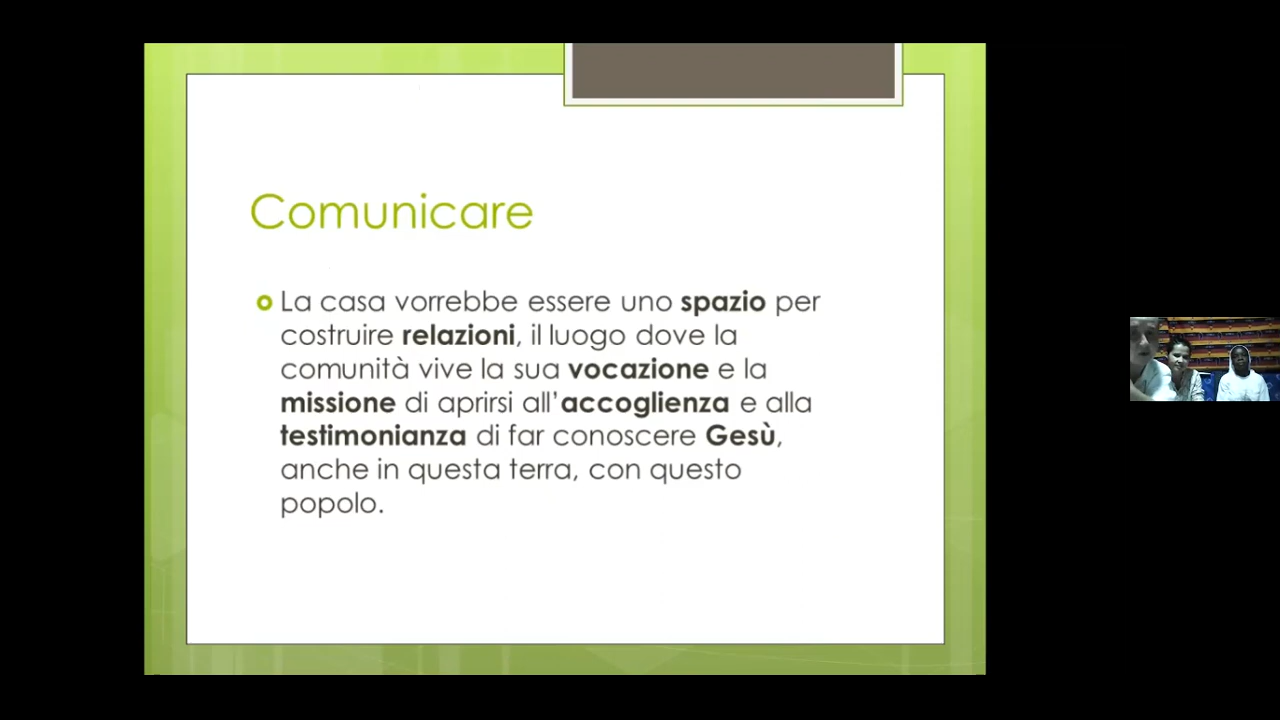 Comunicare
La casa vorrebbe essere uno spazio per
costruire relazioni, il luogo dove la
comunità vive la sua vocazione e la
missione di aprirsi all'accoglienza e alla
testimonianza di far conoscere Gesù,
anche in questa terra, con questo
popolo.